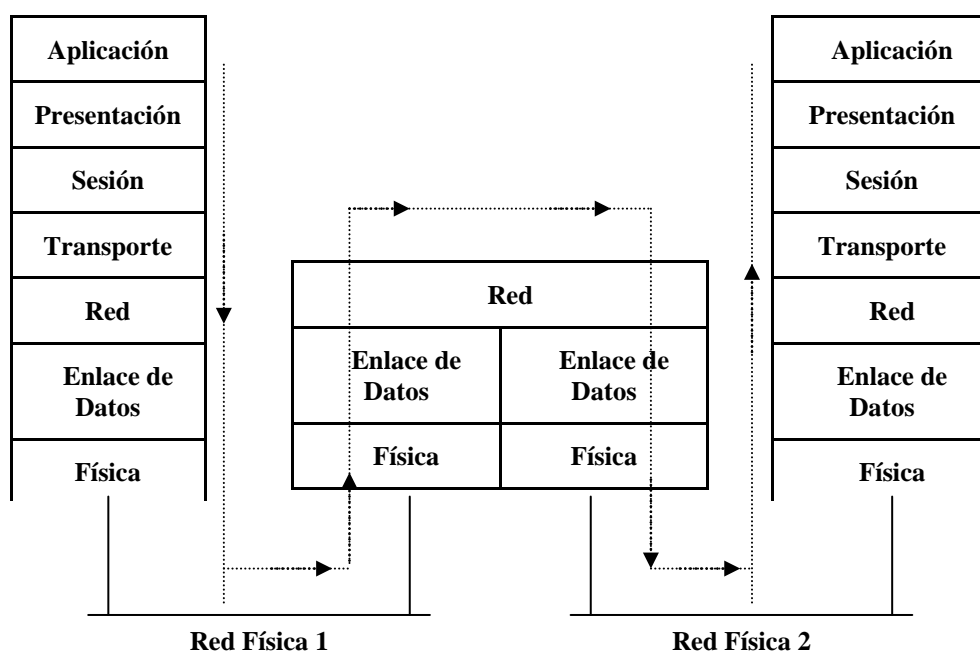 Aplicación
Presentación
Sesión
Transporte
Red
Enlace de
Datos
Física
Red
Enlace de
Datos
Enlace de
Datos
Física
Física
Aplicación
Presentación
Sesión
Transporte
Red
Enlace de
Datos
Física
Red Física 1
Red Física 2